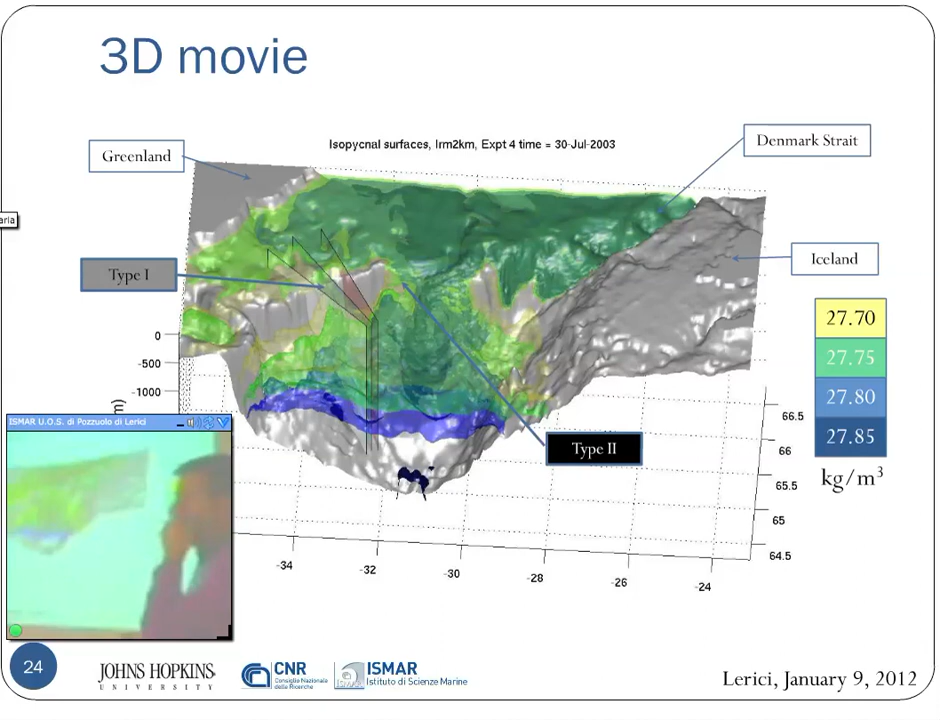 3D movie
Isopycnal surfaces, Irm2km, Expt 4 time = 30-Jul-2003
Greenland
Denmark Strait
aria
Iceland
Type I
27.70
27.75
27.80
27.85
kg/m³
0
-500
-1000
m)
66.5
66
65.5
65
64.5
Type II
-34
-32
-30
-28
-26
-24
ISMAR U.O.S. di Pozzuolo di Lerici
24
JOHNS HOPKINS
UNIVERSITY
CNR
Consiglio Nazionale
delle Ricerche
ISMAR
ISMAR
Istituto di Scienze Marine
Lerici, January 9, 2012